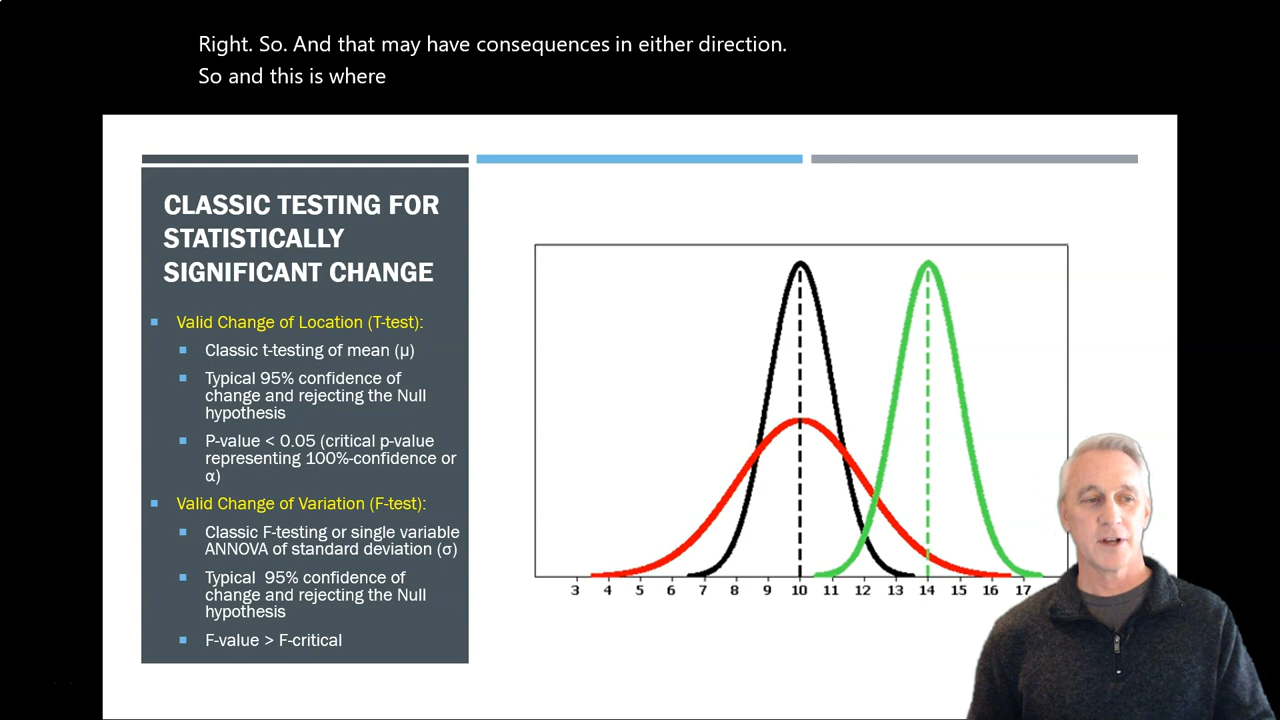 Right. So. And that may have consequences in either direction.
So and this is where
CLASSIC TESTING FOR
STATISTICALLY
SIGNIFICANT CHANGE
Valid Change of Location (T-test):
Classic t-testing of mean (μ)
Typical 95% confidence of
change and rejecting the Null
hypothesis
P-value < 0.05 (critical p-value
representing 100%-confidence or
α)
Valid Change of Variation (F-test):
Classic F-testing or single variable
ANNOVA of standard deviation (σ)
Typical 95% confidence of
change and rejecting the Null
hypothesis
F-value > F-critical
3 4 5 6 7 8 9 10 11 12 13 14 15 16 17